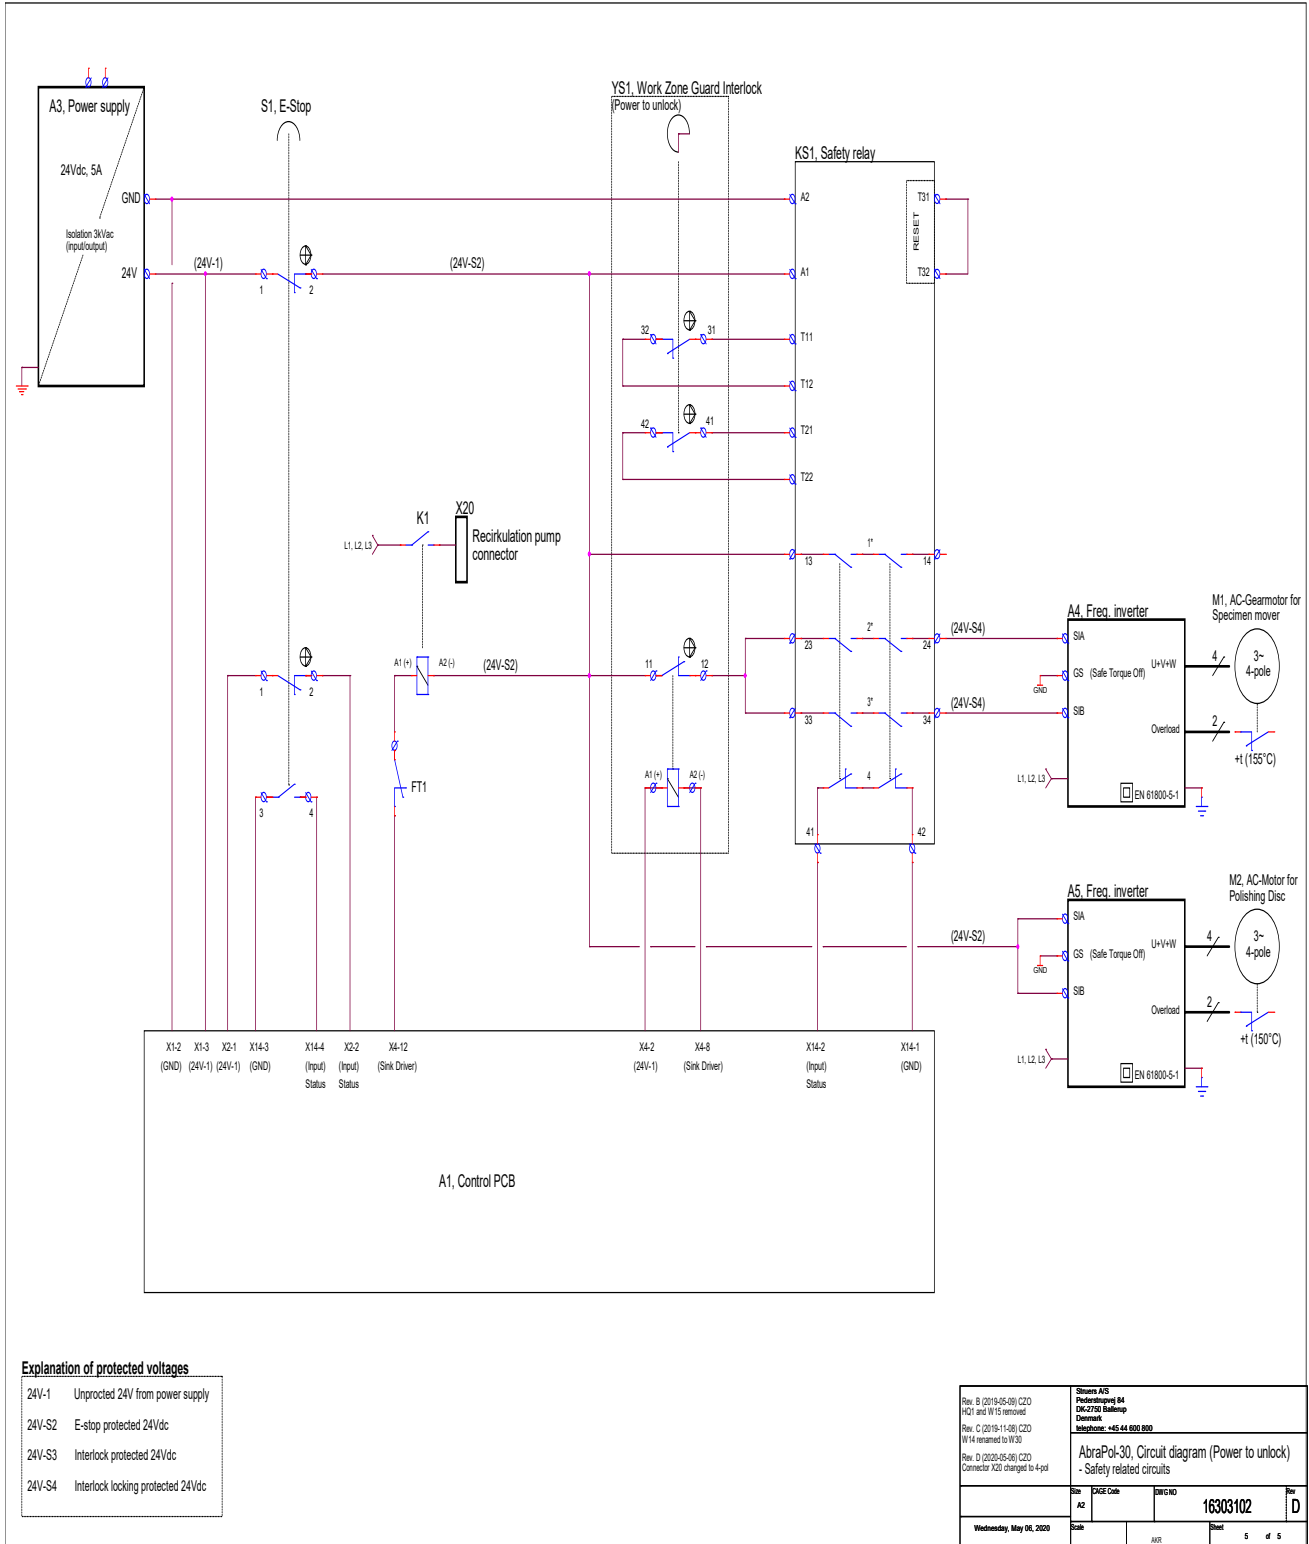 A3, Power supply
24Vdc, 5A
GND
Isolation 3kVac
(input/output)
24V
(24V-1)
S1, E-Stop
1
2
(24V-S2)
YS1, Work Zone Guard Interlock
(Power to unlock)
KS1, Safety relay
A2
T31
RESET
A1
T32
32
31
T11
T12
42
41
T21
T22
K1
X20
L1, L2, L3
Recirkulation pump
connector
13
1*
14
23
2*
24
(24V-S4)
33
3*
34
(24V-S4)
4
41
42
A1 (+)
A2 (-)
(24V-S2)
11
12
1
2
FT1
A1 (+)
A2 (-)
3
4
A4, Freq. inverter
SIA
GS
(Safe Torque Off)
GND
SIB
U+V+W
4
Overload
2
L1, L2, L3
EN 61800-5-1
M1, AC-Gearmotor for
Specimen mover
3~
4-pole
+t (155°C)
(24V-S2)
A5, Freq. inverter
SIA
GS
(Safe Torque Off)
GND
SIB
U+V+W
4
Overload
2
L1, L2, L3
EN 61800-5-1
M2, AC-Motor for
Polishing Disc
3~
4-pole
+t (150°C)
X1-2
(GND)
X1-3
(24V-1)
X2-1
(24V-1)
X14-3
(GND)
X14-4
(Input)
Status
X2-2
(Input)
Status
X4-12
(Sink Driver)
X4-2
(24V-1)
X4-8
(Sink Driver)
X14-2
(Input)
Status
X14-1
(GND)
A1, Control PCB
Explanation of protected voltages
24V-1 Unprocted 24V from power supply
24V-S2 E-stop protected 24Vdc
24V-S3 Interlock protected 24Vdc
24V-S4 Interlock locking protected 24Vdc
Rev. B (2019-05-09) CZO
HQ1 and W15 removed
Rev. C (2019-11-08) CZO
W14 renamed to W30
Rev. D (2020-05-06) CZO
Connector X20 changed to 4-pol
Wednesday, May 06, 2020
Struers A/S
Pederstrupvej 84
DK-2750 Ballerup
Denmark
telephone: +45 44 600 800
AbraPol-30, Circuit diagram (Power to unlock)
- Safety related circuits
Size
A2
CAGE Code
DWG NO
16303102
Rev
D
Scale
AKR
Sheet
5 of 5